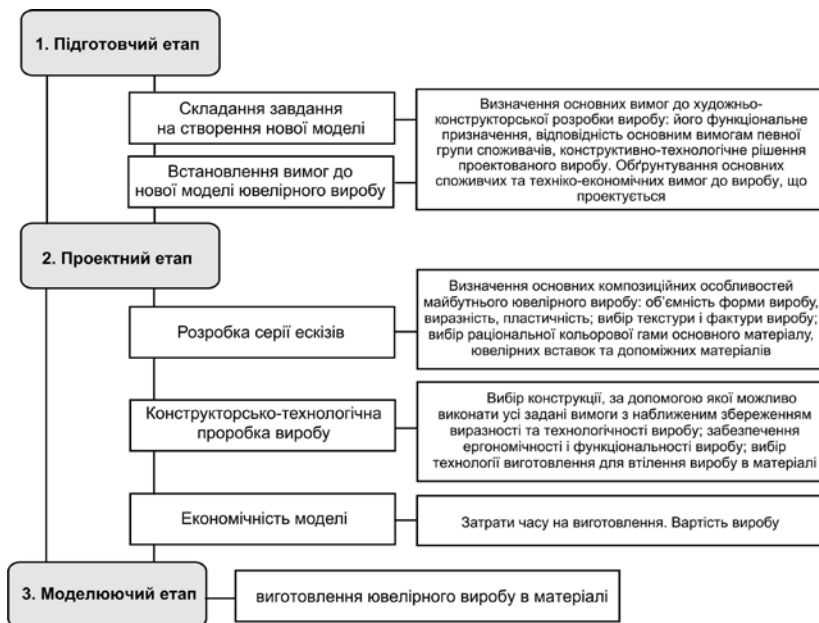 1. Підготовчий етап
Складання завдання
на створення нової моделі
Встановлення вимог до
нової моделі ювелірного виробу
Визначення основних вимог до художньо-
конструкторської розробки виробу: його функціональне
призначення, відповідність основним вимогам певної
групи споживачів, конструктивно-технологічне рішення
проектованого виробу. Обґрунтування основних
споживчих та техніко-економічних вимог до виробу, що
проектується
2. Проектний етап
Розробка серії ескізів
Визначення основних композиційних особливостей
майбутнього ювелірного виробу: об’ємність форми виробу,
виразність, пластичність; вибір текстури і фактури виробу;
вибір раціональної кольорової гами основного матеріалу,
ювелірних вставок та допоміжних матеріалів
Конструкторсько-технологічна
проробка виробу
Вибір конструкції, за допомогою якої можливо
виконати усі задані вимоги з наближеним збереженням
виразності та технологічності виробу; забезпечення
ергономічності і функціональності виробу; вибір
технології виготовлення для втілення виробу в матеріалі
Економічність моделі
Затрати часу на виготовлення. Вартість виробу
3. Моделюючий етап
виготовлення ювелірного виробу в матеріалі